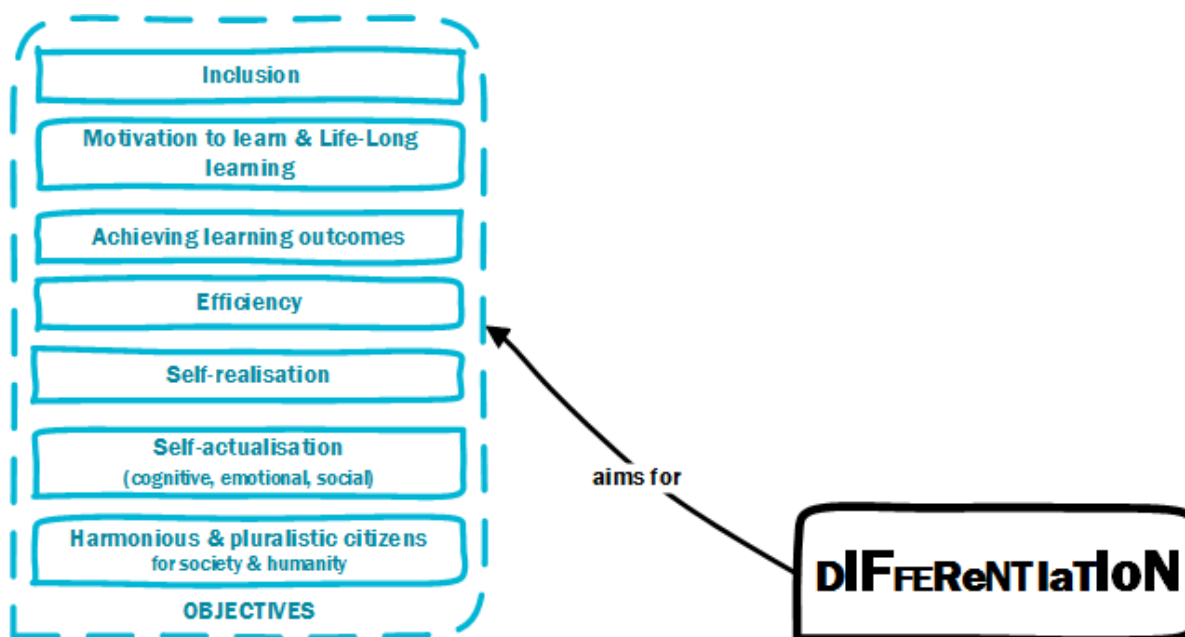 Inclusion
Motivation to learn & Life-Long
learning
Achieving learning outcomes
Efficiency
Self-realisation
Self-actualisation
(cognitive, emotional, social)
Harmonious & pluralistic citizens
for society & humanity
OBJECTIVES
aims for
DIFFEReNTIaTIoN